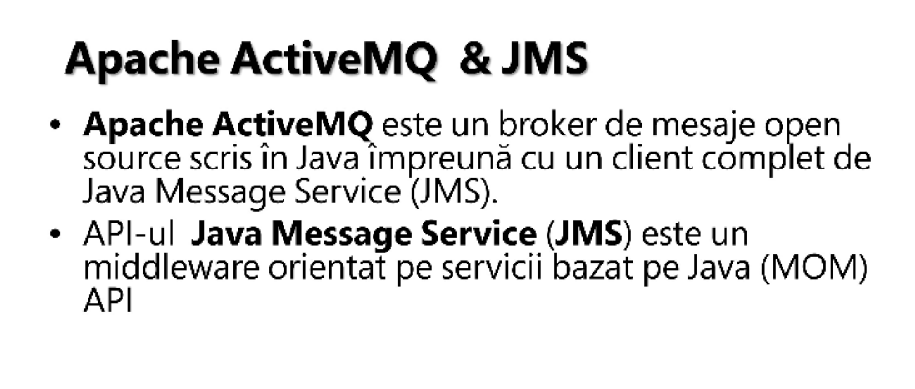 Apache ActiveMQ & JMS
• Apache ActiveMQ este un broker de mesaje open
source scris în Java împreună cu un client complet de
Java Message Service (JMS).
• API-ul Java Message Service (JMS) este un
middleware orientat pe servicii bazat pe Java (MOM)
API